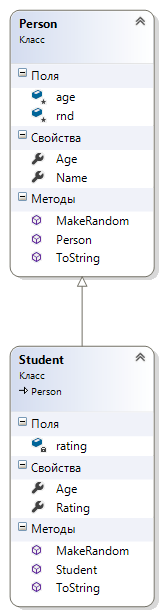 Person
Класс
Поля
age
rnd
Свойства
Age
Name
Методы
MakeRandom
Person
ToString
Student
Класс
Person
Поля
rating
Свойства
Age
Rating
Методы
MakeRandom
Student
ToString